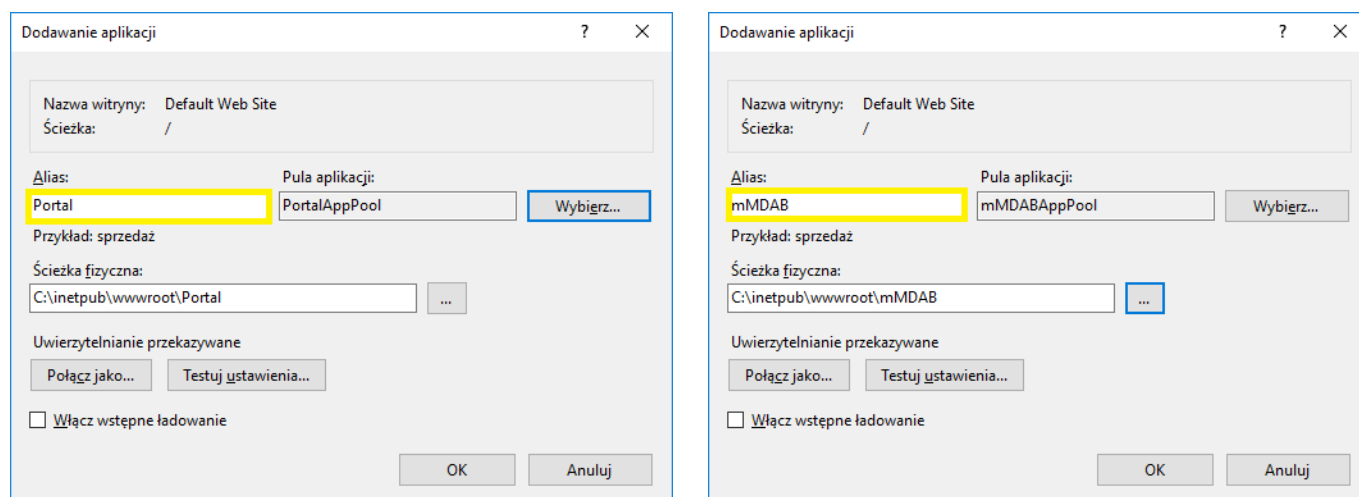 Dodawanie aplikacji
?
Nazwa witryny: Default Web Site
Ścieżka: /
Alias:
Pula aplikacji:
Portal
PortalAppPool
Wybierz...
Przykład: sprzedaż
Ścieżka fizyczna:
C:\inetpub\wwwroot\Portal
...
Uwierzytelnianie przekazywane
Połącz jako...
Testuj ustawienia...
Włącz wstępne ładowanie
OK
Anuluj
Dodawanie aplikacji
?
Nazwa witryny: Default Web Site
Ścieżka: /
Alias:
Pula aplikacji:
mMDAB
mMDABAppPool
Wybierz...
Przykład: sprzedaż
Ścieżka fizyczna:
C:\inetpub\wwwroot\mMDAB
...
Uwierzytelnianie przekazywane
Połącz jako...
Testuj ustawienia...
Włącz wstępne ładowanie
OK
Anuluj